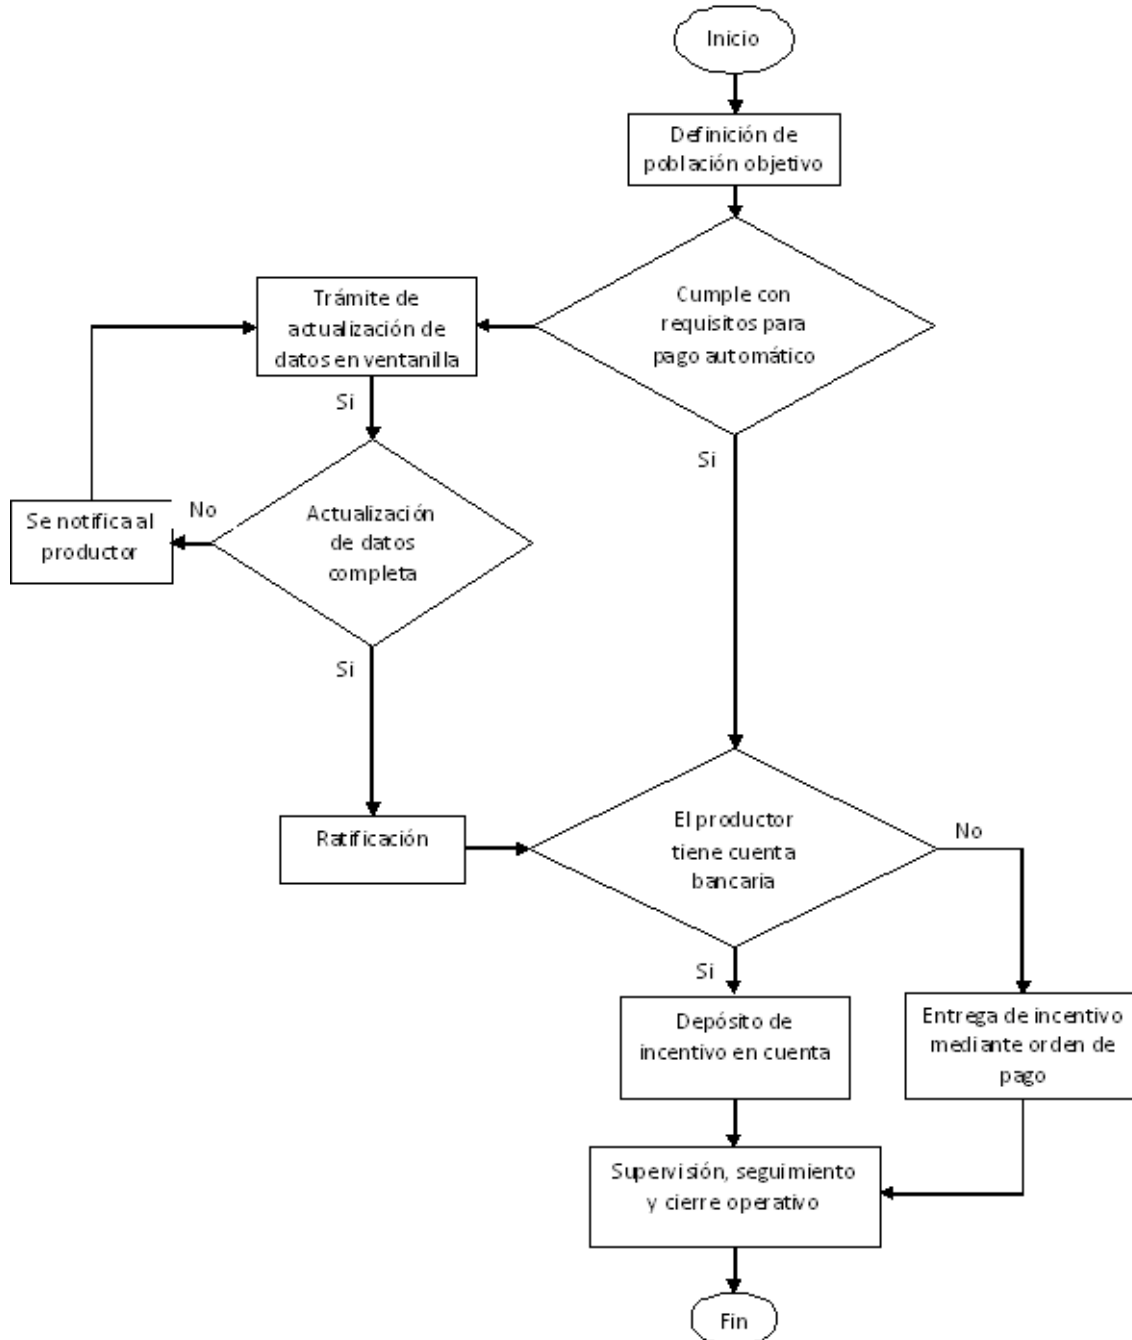 Inicio
Definición de
población objetivo
Cumple con
requisitos para
pago automático
Trámite de
actualización de
datos en ventanilla
Si
Si
No
Se notifica al
productor
Actualización
de datos
completa
Si
Ratificación
El productor
tiene cuenta
bancaria
No
Si
Depósito de
incentivo en cuenta
Entrega de incentivo
mediante orden de
pago
Supervisión, seguimiento
y cierre operativo
Fin